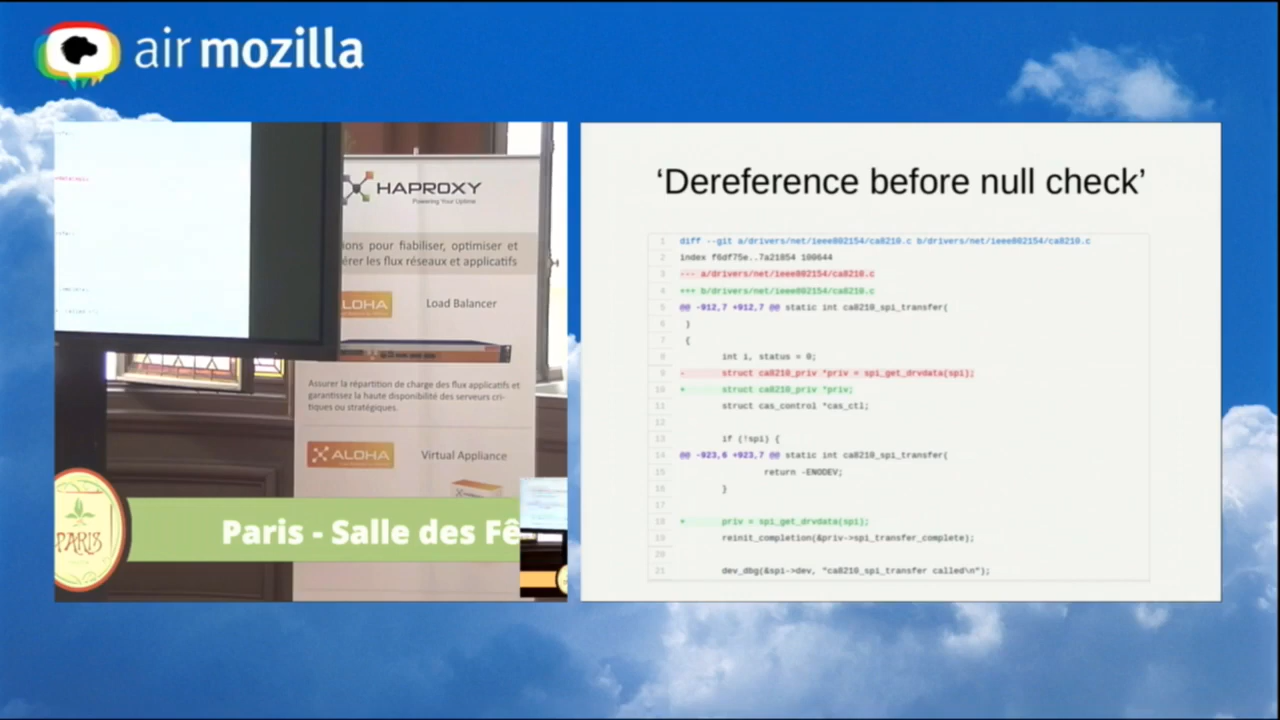 air mozilla
HAPROXY
Powering Your Uptime
ions pour fiabiliser, optimiser et
érer les flux réseaux et applicatifs
LOHA
Load Balancer
Assurer la répartition de charge des flux applicatifs et
garantissez la haute disponibilité des serveurs cri-
tiques ou stratégiques.
ALOHA
Virtual Appliance
PARIS
Paris - Salle des Fê
‘Dereference before null check’
1 diff --git a/drivers/net/ieee802154/ca8210.c b/drivers/net/ieee802154/ca8210.c
2 index f6df75e..7a21854 100644
3 --- a/drivers/net/ieee802154/ca8210.c
4 +++ b/drivers/net/ieee802154/ca8210.c
5 @@ -912,7 +912,7 @@ static int ca8210_spi_transfer(
6 )
7 {
8 int i, status = 0;
9 - struct ca8210_priv *priv = spi_get_drvdata(spi);
10 + struct ca8210_priv *priv;
11 struct cas_control *cas_ctl;
12
13 if (!spi) {
14 @@ -923,6 +923,7 @@ static int ca8210_spi_transfer(
15 return -ENODEV;
16 }
17
18 + priv = spi_get_drvdata(spi);
19 reinit_completion(&priv->spi_transfer_complete);
20
21 dev_dbg(&spi->dev, "ca8210_spi_transfer called\n");